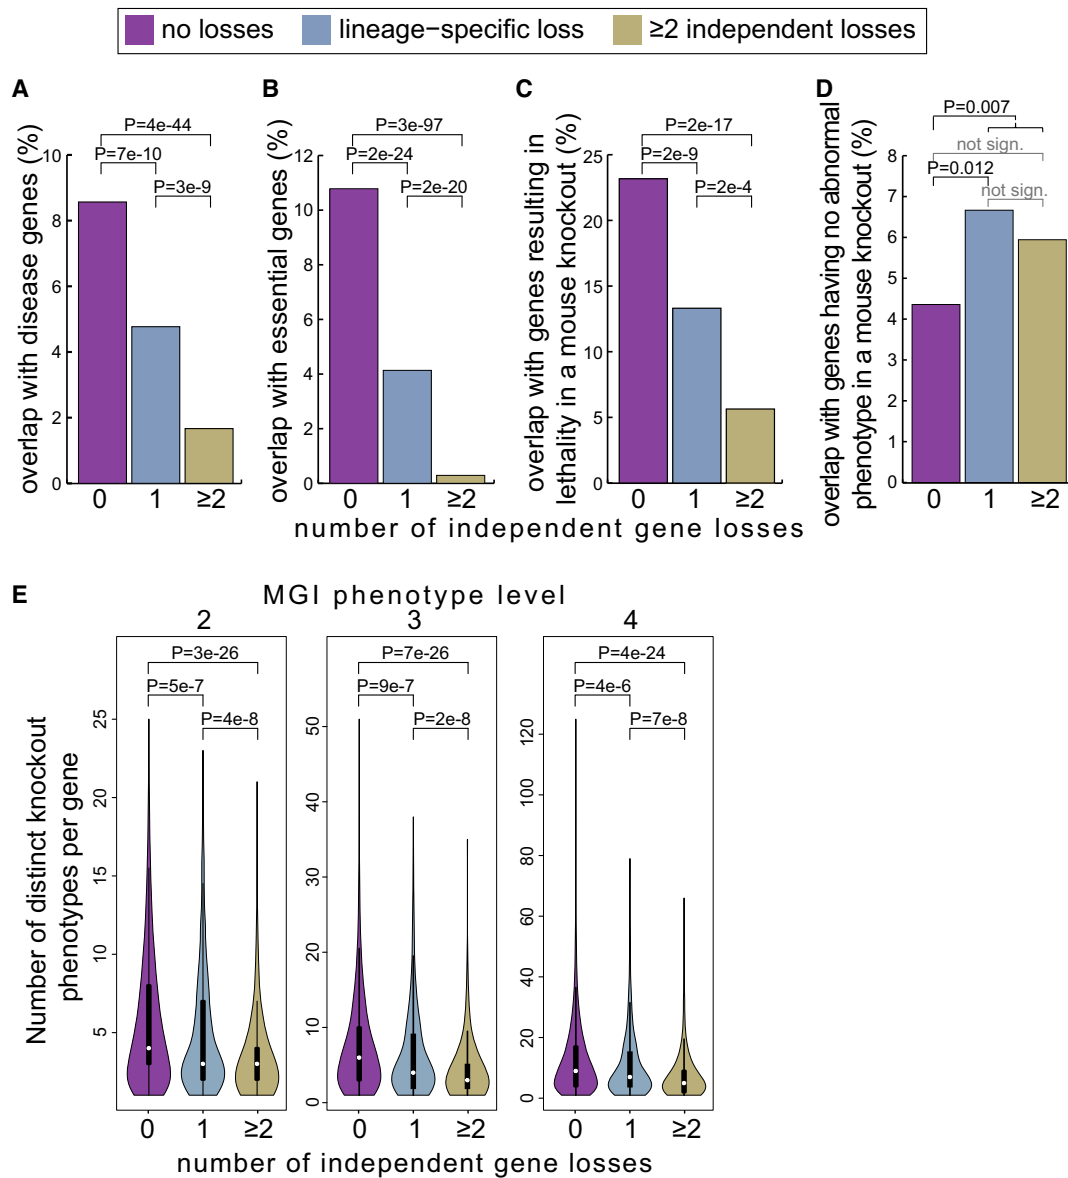 no losses
lineage−specific loss
≥2 independent losses
A
overlap with disease genes (%)
P=4e-44
P=7e-10
P=3e-9
10
8
6
4
2
0
0
1
≥2
B
overlap with essential genes (%)
P=3e-97
P=2e-24
P=2e-20
12
10
8
6
4
2
0
0
1
≥2
C
overlap with genes resulting in
lethality in a mouse knockout (%)
P=2e-17
P=2e-9
P=2e-4
25
20
15
10
5
0
0
1
≥2
D
overlap with genes having no abnormal
phenotype in a mouse knockout (%)
P=0.007
not sign.
P=0.012
not sign.
8
7
6
5
4
3
2
1
0
0
1
≥2
number of independent gene losses
E
MGI phenotype level
Number of distinct knockout
phenotypes per gene
2
P=3e-26
P=5e-7
P=4e-8
25
20
15
10
5
0
1
≥2
3
P=7e-26
P=9e-7
P=2e-8
50
40
30
20
10
0
0
1
≥2
4
P=4e-24
P=4e-6
P=7e-8
120
100
80
60
40
20
0
0
1
≥2
number of independent gene losses